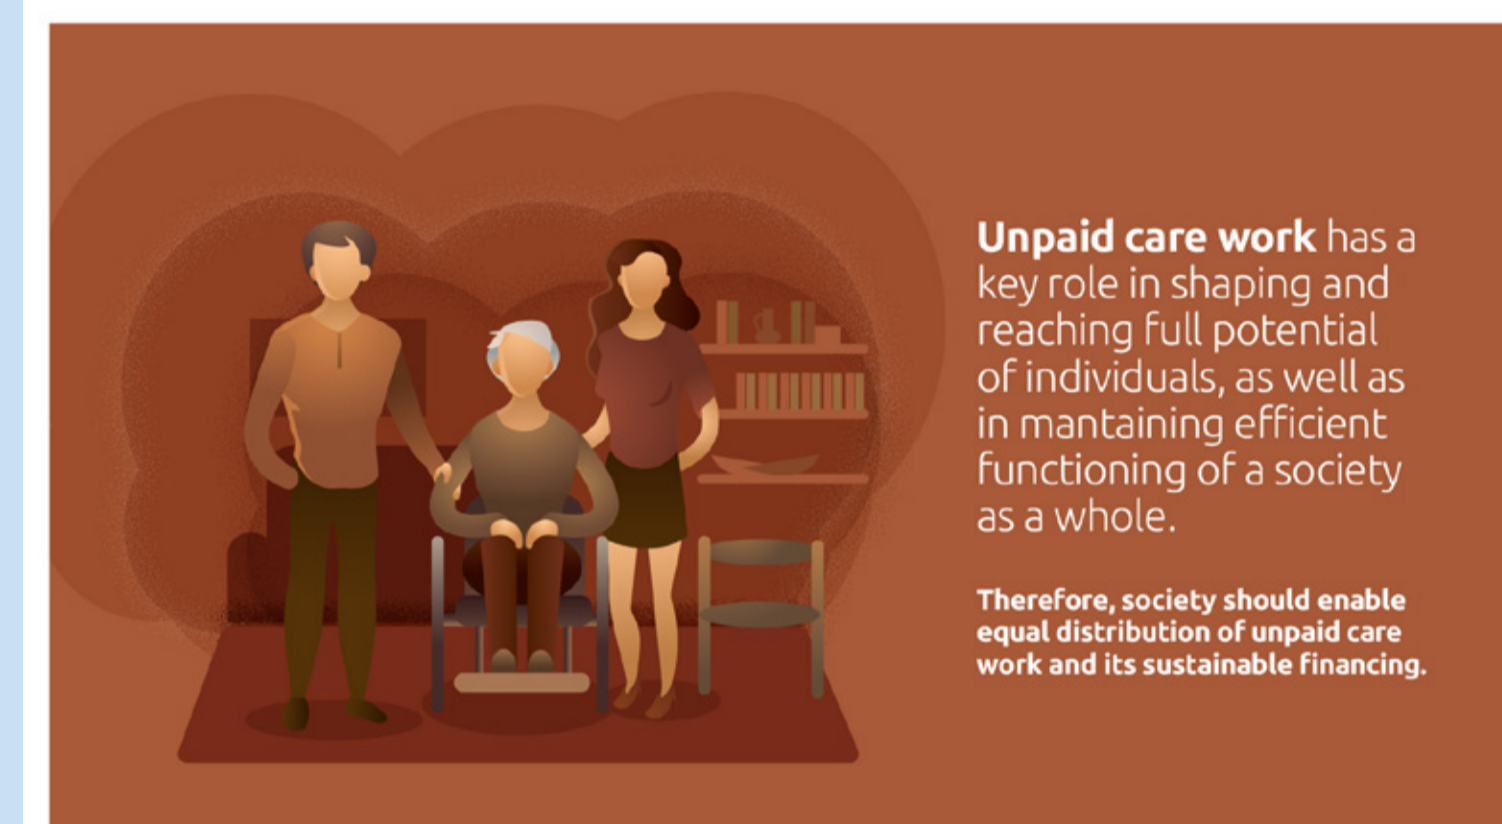 Unpaid care work has a
key role in shaping and
reaching full potential
of individuals, as well as
in mantaining efficient
functioning of a society
as a whole.
Therefore, society should enable
equal distribution of unpaid care
work and its sustainable financing.